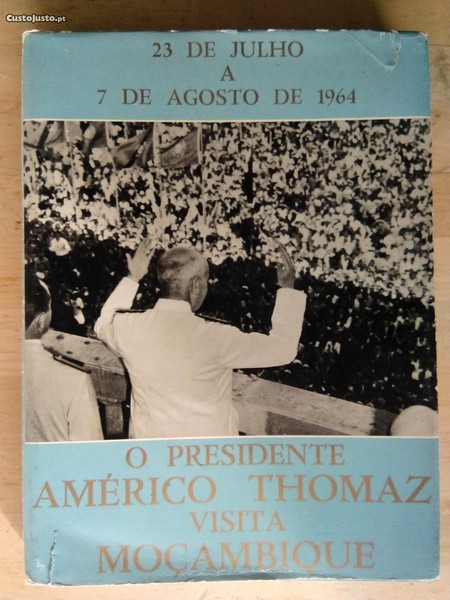 CustoJusto.pt
23 DE JULHO
A
7 DE AGOSTO DE 1964
O PRESIDENTE
AMÉRICO THOMAZ
VISITA
MOÇAMBIQUE